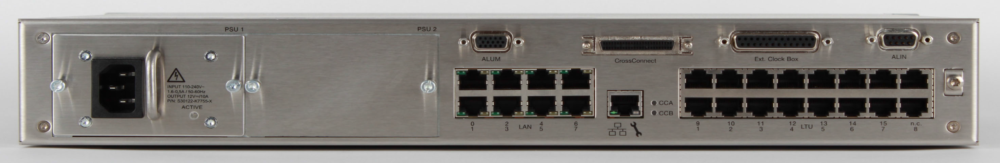 PSU 1
PSU 2
INPUT 110-240V~
1.6-0,5A / 50-60Hz
OUTPUT 12V⎓/10A
P/N: S30122-K7755-X
ACTIVE
ALUM
CrossConnect
Ext. Clock Box
ALIN
CCA
CCB
0 2 LAN 4 6
1 3 5 7
9 10 11 12 LTU 13 14 15 n.c.
1 2 3 4 5 6 7 8